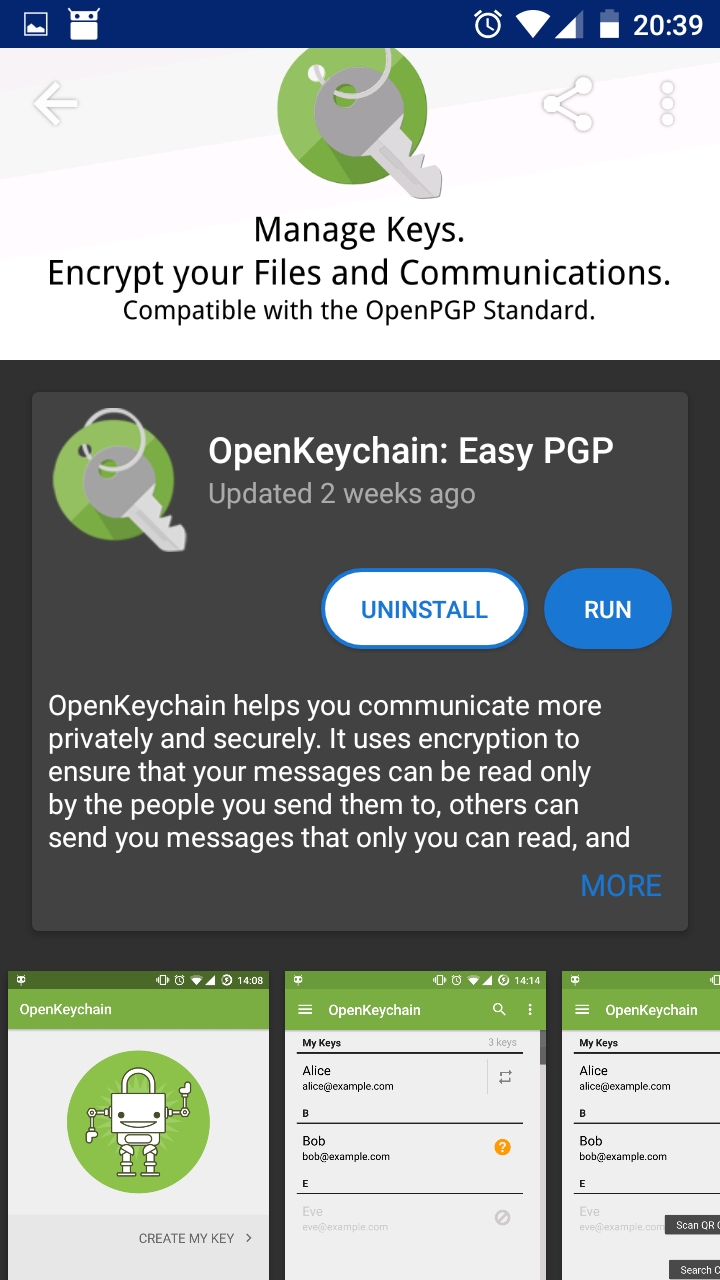 20:39
Manage Keys.
Encrypt your Files and Communications.
Compatible with the OpenPGP Standard.
OpenKeychain: Easy PGP
Updated 2 weeks ago
UNINSTALL
RUN
OpenKeychain helps you communicate more
privately and securely. It uses encryption to
ensure that your messages can be read only
by the people you send them to, others can
send you messages that only you can read, and
MORE
14:08
OpenKeychain
CREATE MY KEY
14:14
OpenKeychain
My Keys 3 keys
Alice
alice@example.com
B
Bob
bob@example.com
?
E
Eve
eve@example.com
OpenKeychain
My Keys
Alice
alice@example.com
B
Bob
bob@example.com
E
Eve
eve@example.com
Scan QR
Search